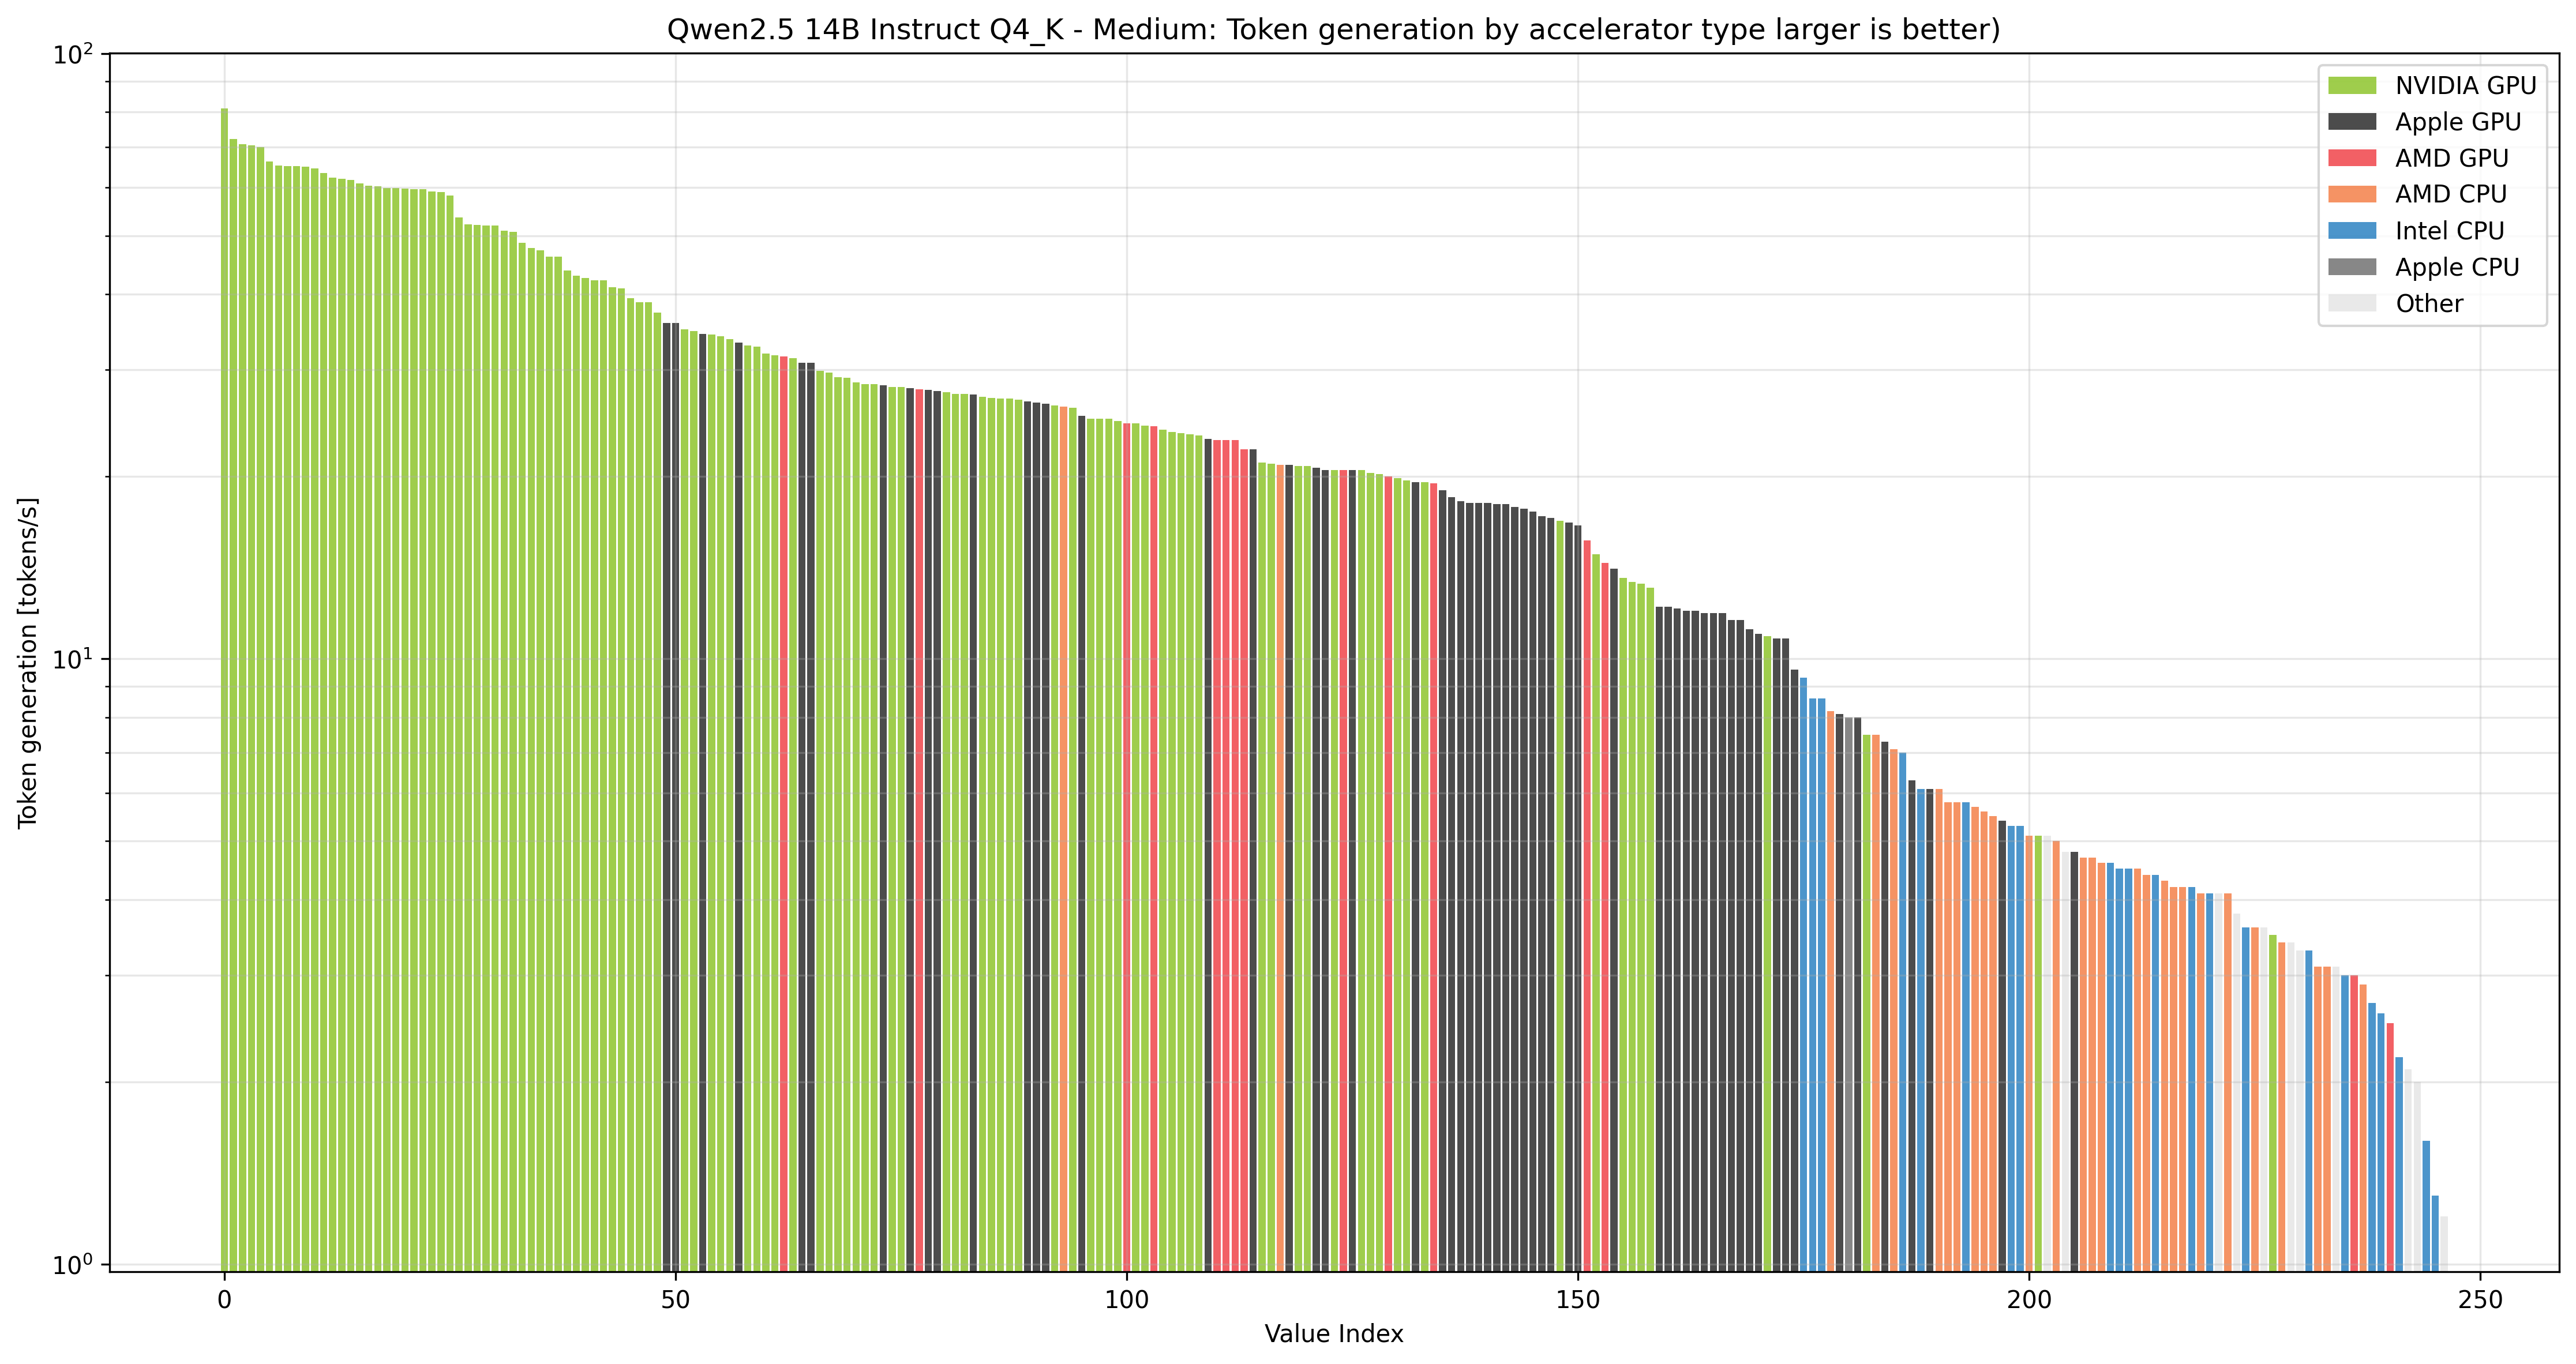 Qwen2.5 14B Instruct Q4_K - Medium: Token generation by accelerator type larger is better)
Token generation [tokens/s]
10²
10¹
10⁰
NVIDIA GPU
Apple GPU
AMD GPU
AMD CPU
Intel CPU
Apple CPU
Other
0 50 100 150 200 250
Value Index